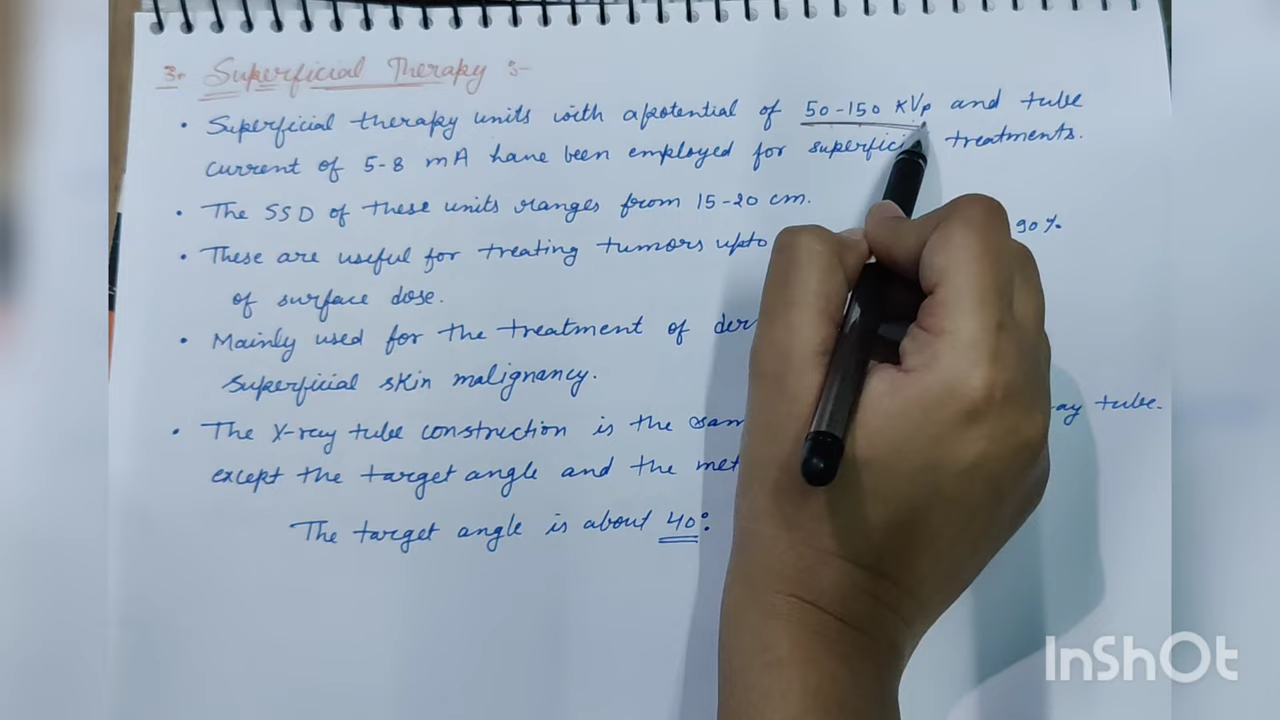 3. Superficial Therapy :-
• Superficial therapy units with a potential of 50-150 KVp and tube
current of 5-8 mA have been employed for superfici treatments.
• The SSD of these units ranges from 15-20 cm.
• These are useful for treating tumors upto 90%
of surface dose.
• Mainly used for the treatment of der
superficial skin malignancy.
• The X-ray tube construction is the sam ay tube.
except the target angle and the met
The target angle is about 40°.
InShOt